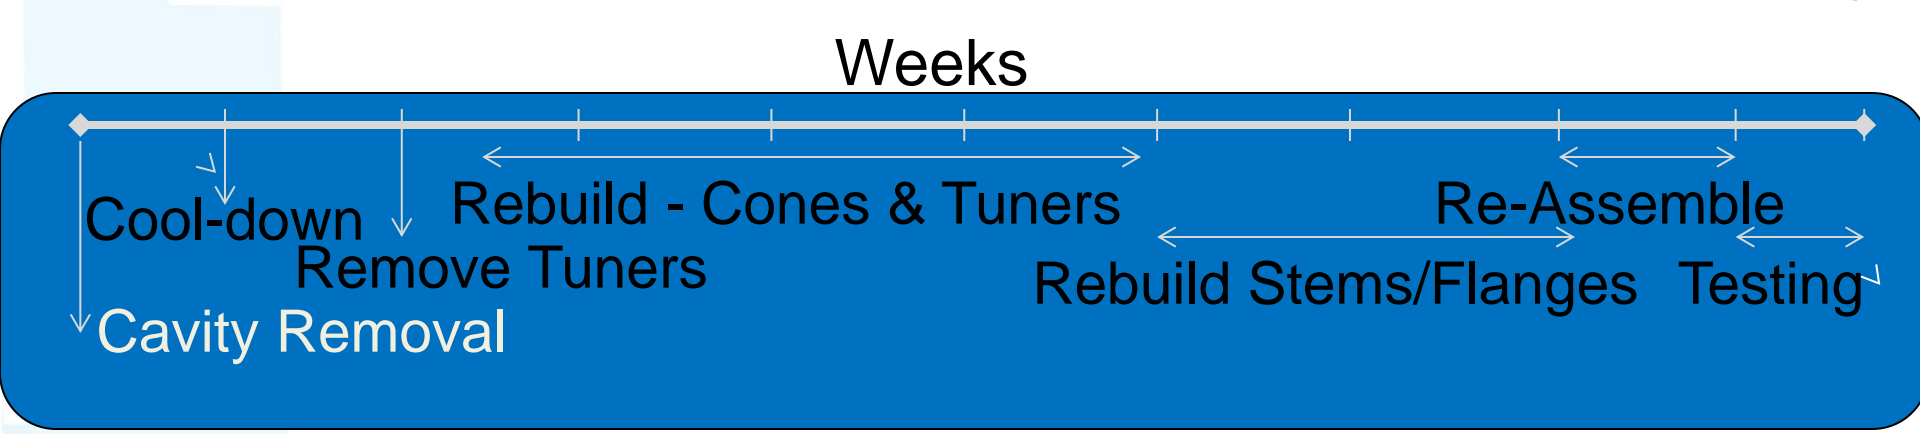 Weeks
Cool-down
Rebuild - Cones & Tuners
Re-Assemble
Remove Tuners
Rebuild Stems/Flanges
Testing
Cavity Removal